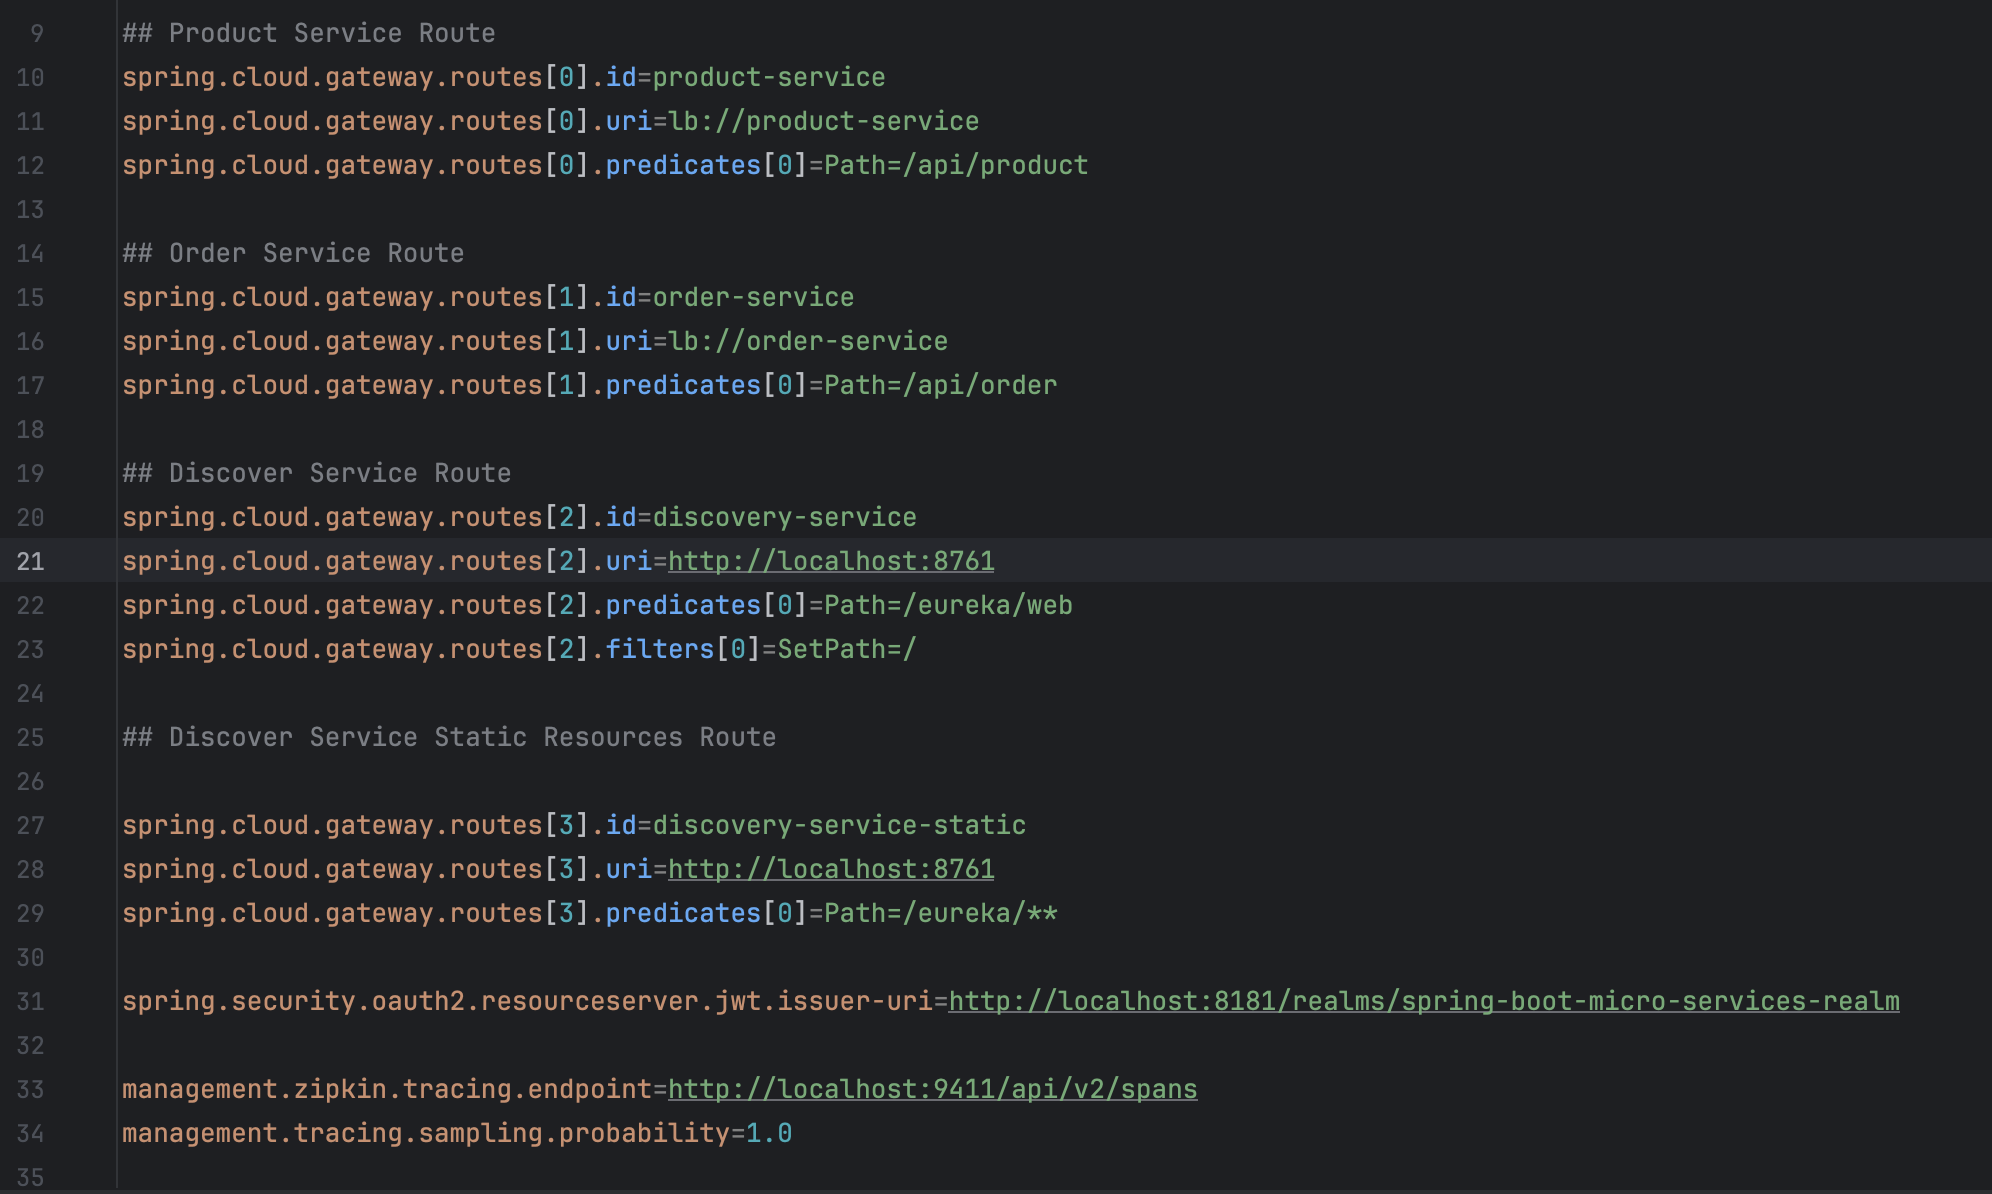 9 ## Product Service Route
10 spring.cloud.gateway.routes[0].id=product-service
11 spring.cloud.gateway.routes[0].uri=lb://product-service
12 spring.cloud.gateway.routes[0].predicates[0]=Path=/api/product
13
14 ## Order Service Route
15 spring.cloud.gateway.routes[1].id=order-service
16 spring.cloud.gateway.routes[1].uri=lb://order-service
17 spring.cloud.gateway.routes[1].predicates[0]=Path=/api/order
18
19 ## Discover Service Route
20 spring.cloud.gateway.routes[2].id=discovery-service
21 spring.cloud.gateway.routes[2].uri=http://localhost:8761
22 spring.cloud.gateway.routes[2].predicates[0]=Path=/eureka/web
23 spring.cloud.gateway.routes[2].filters[0]=SetPath=/
24
25 ## Discover Service Static Resources Route
26
27 spring.cloud.gateway.routes[3].id=discovery-service-static
28 spring.cloud.gateway.routes[3].uri=http://localhost:8761
29 spring.cloud.gateway.routes[3].predicates[0]=Path=/eureka/**
30
31 spring.security.oauth2.resourceserver.jwt.issuer-uri=http://localhost:8181/realms/spring-boot-micro-services-realm
32
33 management.zipkin.tracing.endpoint=http://localhost:9411/api/v2/spans
34 management.tracing.sampling.probability=1.0
35